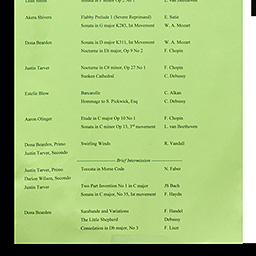 Sonata in F Minor Op 2 No 1 L. van Beethoven
Akera Shivers Flabby Prelude 1 (Severe Reprimand) E. Satie
Sonata in G major K283, 1st Movement W. A. Mozart
Dona Bearden Sonata in D major K311, 1st Movement W. A. Mozart
Nocturne in Eb major, No 9 No 2 F. Chopin
Justin Tarver Nocturne in C# minor, Op 27 No 1 F. Chopin
Sunken Cathedral C. Debussy
Estelle Blow Barcarolle C. Alkan
Hommage to S. Pickwick, Esq C. Debussy
Aaron Olinger Etude in C major Op 10 No 1 F. Chopin
Sonata in C minor Op 13, 3rd movement L. van Beethoven
Dona Bearden, Primo Swirling Winds R. Vandall
Justin Tarver, Secondo
Brief Intermission
Justin Tarver, Primo Toccata in Morse Code N. Faber
Darion Wilson, Secondo
Justin Tarver Two Part Invention No 1 in C major JS Bach
Sonata in C major, No 35, 1st movement F. Haydn
Dona Bearden Sarabande and Variations F. Handel
The Little Shepherd C. Debussy
Consolation in Db major, No 3 F. Liszt